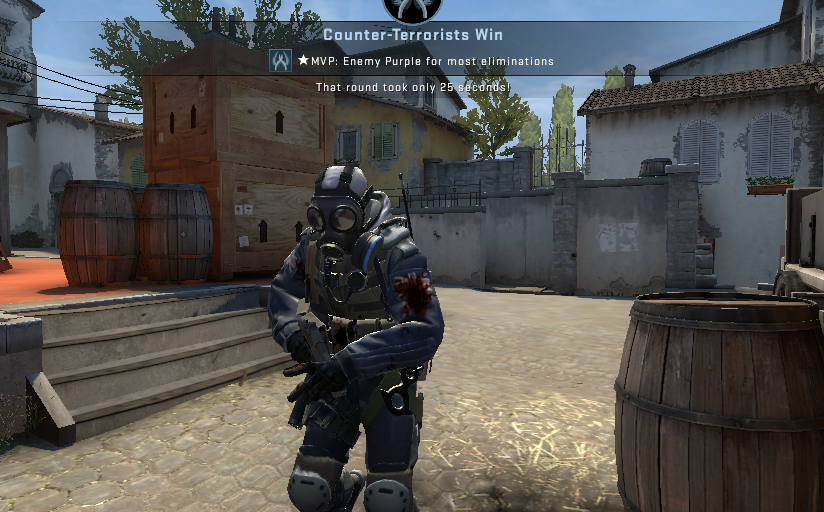 Counter-Terrorists Win
★MVP: Enemy Purple for most eliminations
That round took only 25 seconds!